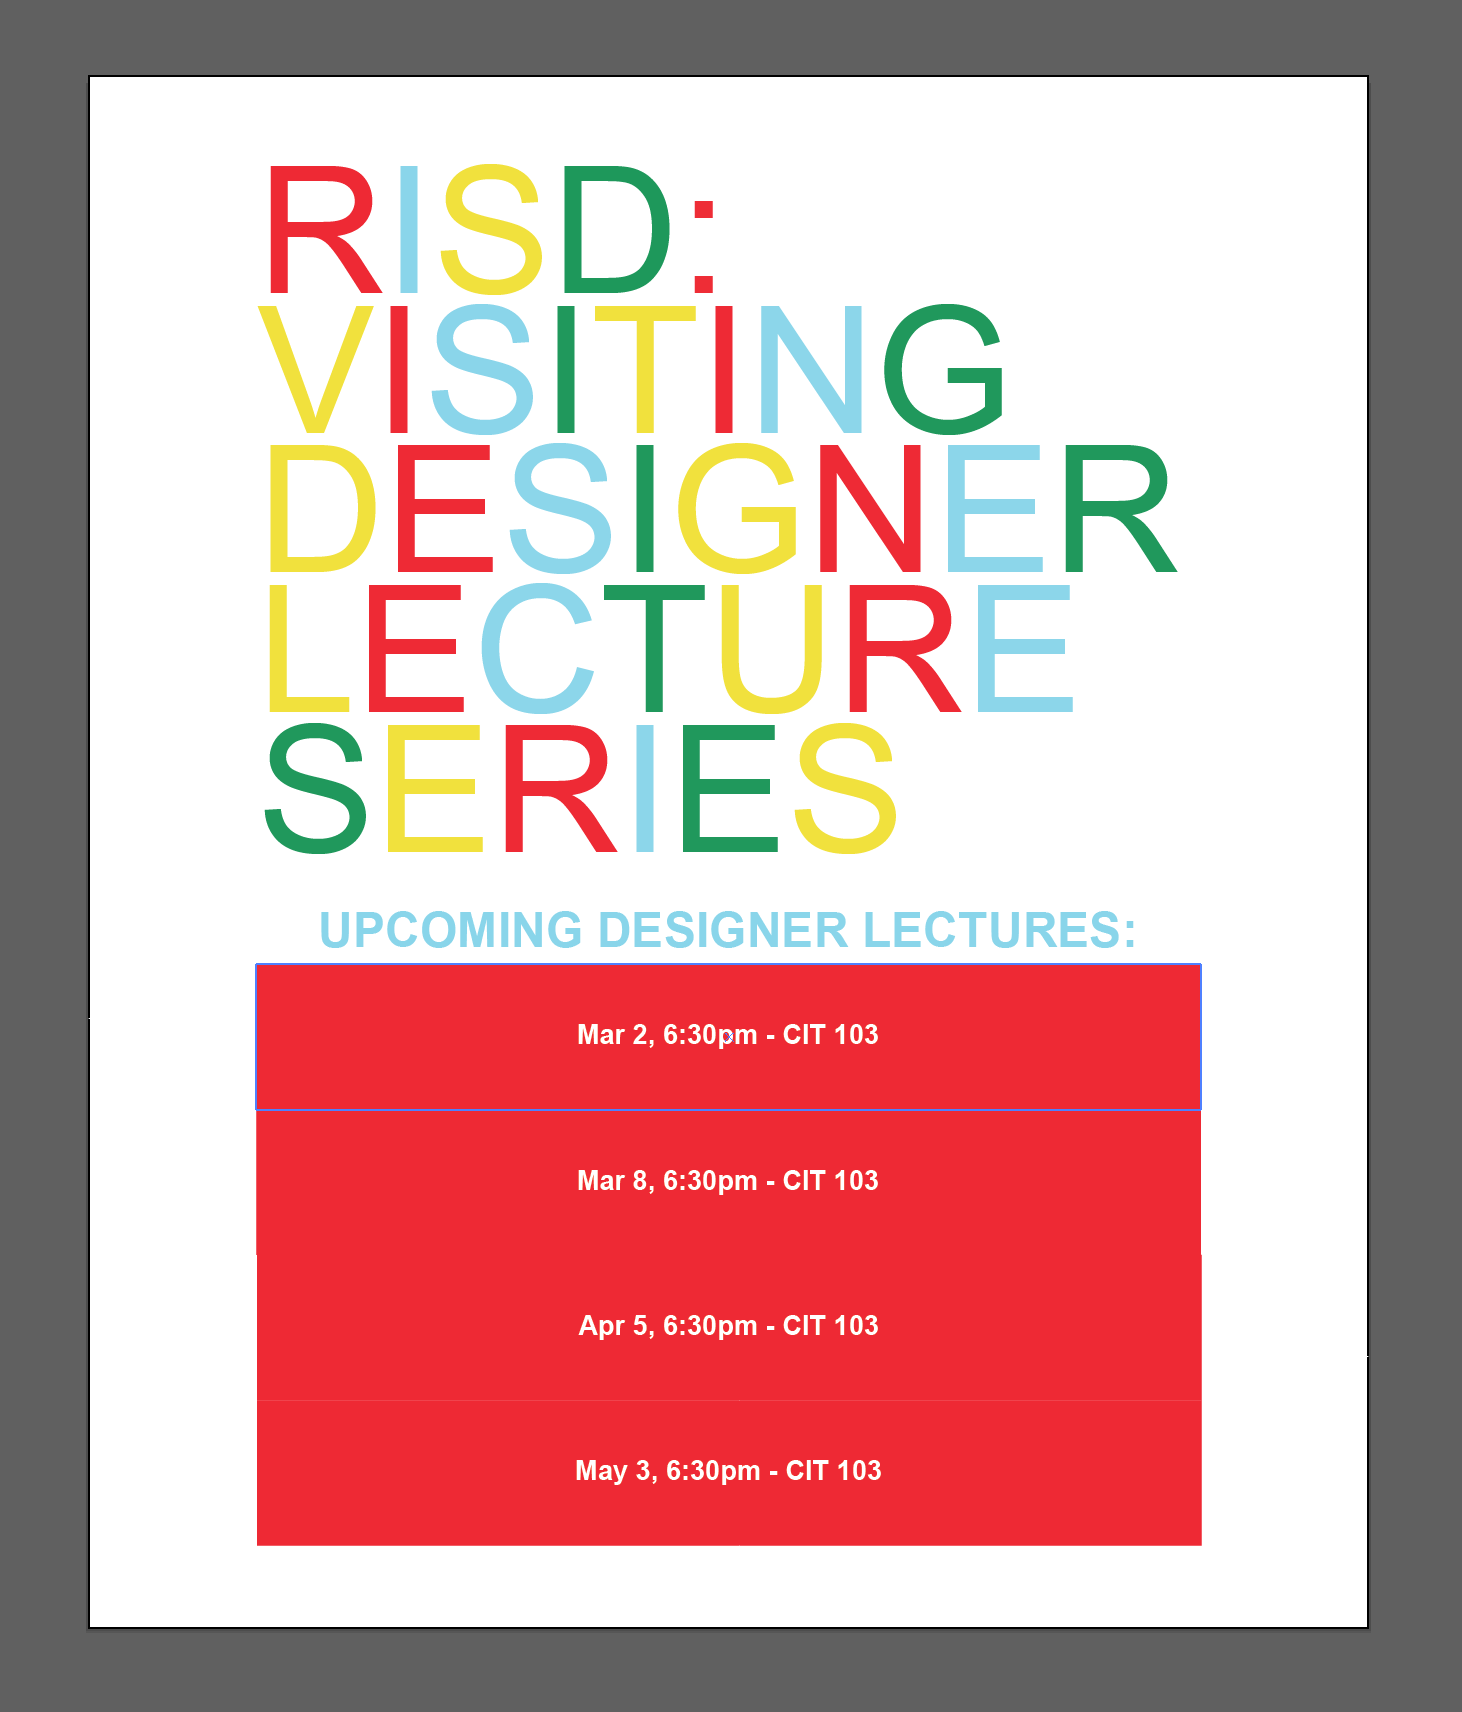 RISD:
VISITING
DESIGNER
LECTURE
SERIES
UPCOMING DESIGNER LECTURES:
Mar 2, 6:30pm - CIT 103
Mar 8, 6:30pm - CIT 103
Apr 5, 6:30pm - CIT 103
May 3, 6:30pm - CIT 103